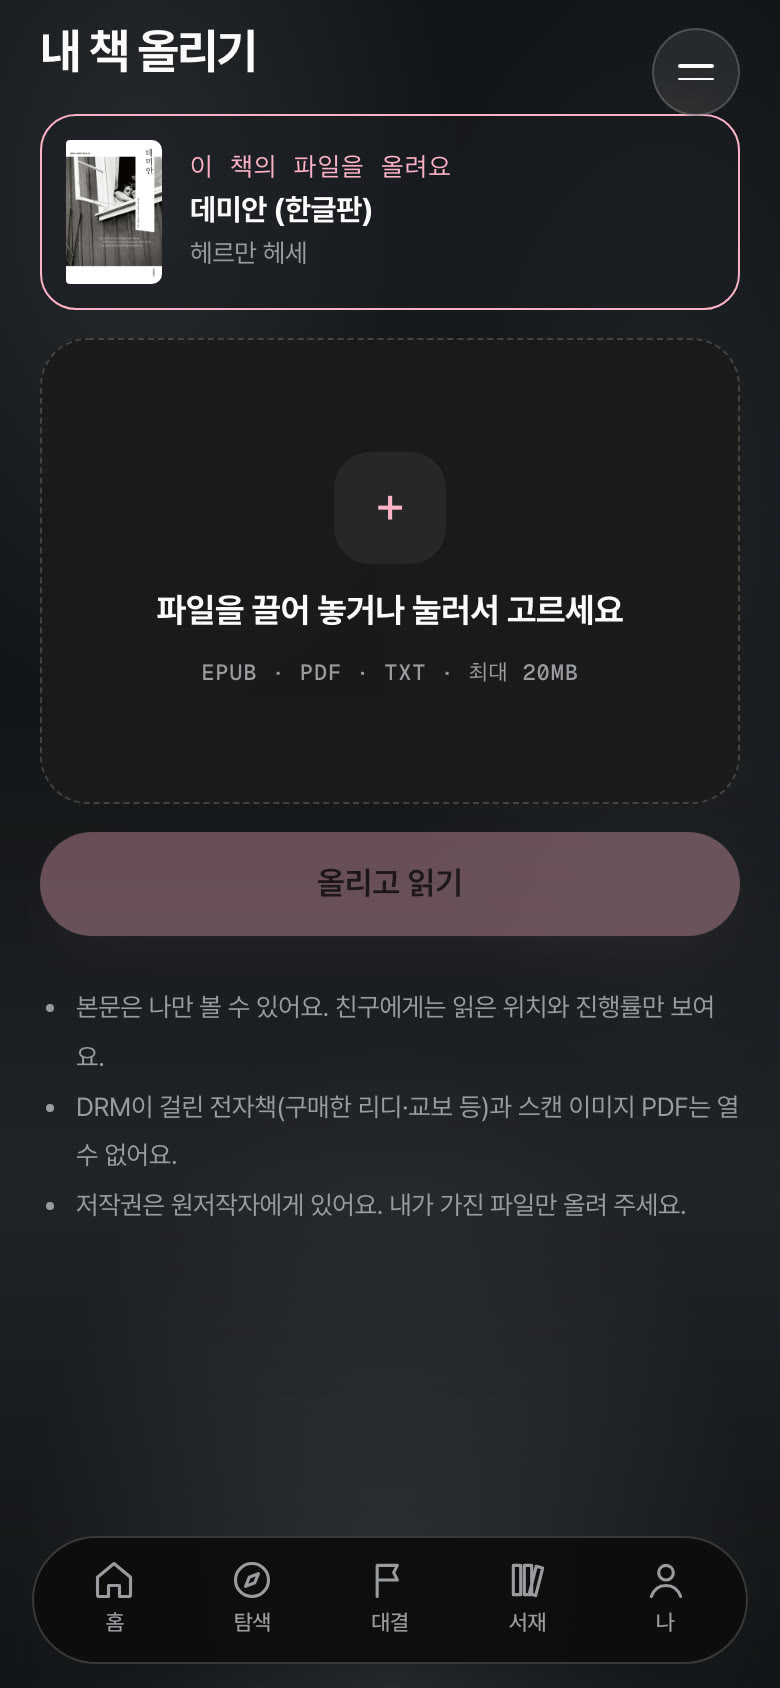 내 책 올리기
데미안
이 책의 파일을 올려요
데미안 (한글판)
헤르만 헤세
+
파일을 끌어 놓거나 눌러서 고르세요
EPUB · PDF · TXT · 최대 20MB
올리고 읽기
• 본문은 나만 볼 수 있어요. 친구에게는 읽은 위치와 진행률만 보여
요.
• DRM이 걸린 전자책(구매한 리디·교보 등)과 스캔 이미지 PDF는 열
수 없어요.
• 저작권은 원저작자에게 있어요. 내가 가진 파일만 올려 주세요.
홈 탐색 대결 서재 나